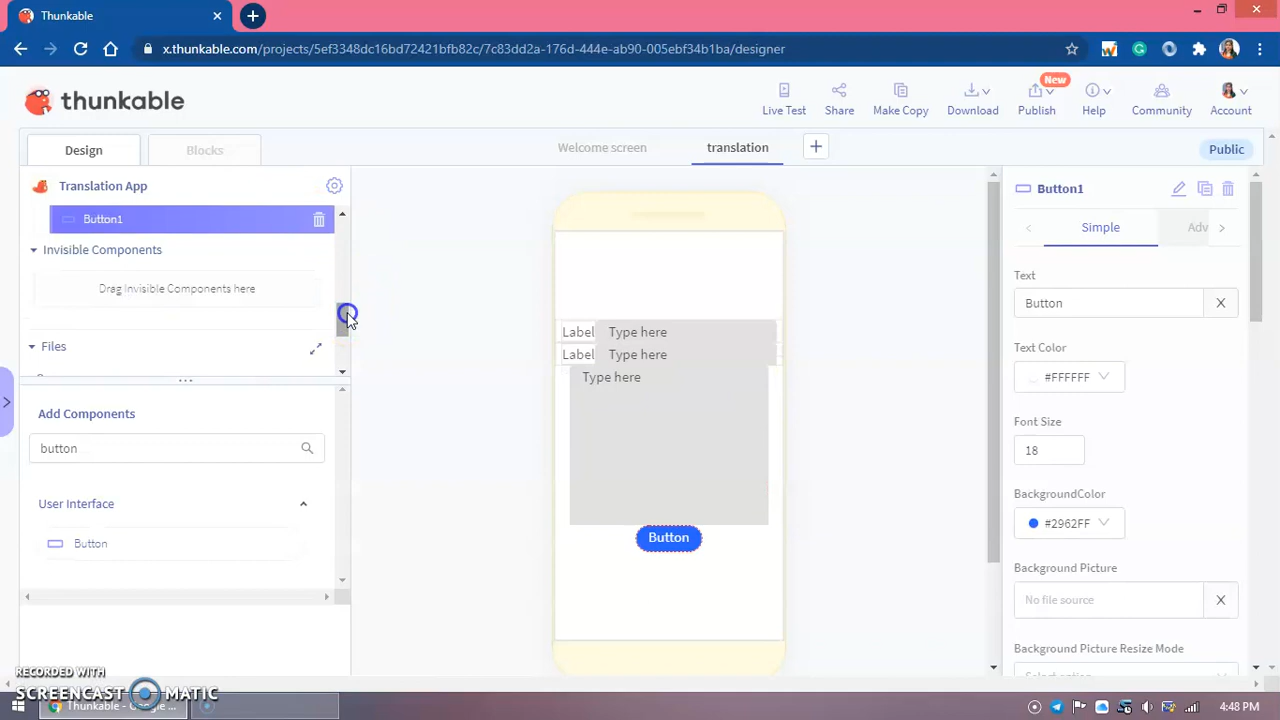 Thunkable
x.thunkable.com/projects/5ef3348dc16bd72421bfb82c/7c83dd2a-176d-444e-ab90-005ebf34b1ba/designer
thunkable
Live Test
Share
Make Copy
Download
New
Publish
Help
Community
Account
Design
Blocks
Welcome screen
translation
Public
Translation App
Button1
Invisible Components
Drag Invisible Components here
Files
Add Components
button
User Interface
Button
Label Type here
Label Type here
Type here
Button
Button1
Simple
Adv
Text
Button
X
Text Color
#FFFFFF
Font Size
18
BackgroundColor
#2962FF
Background Picture
No file source
X
Background Picture Resize Mode
RECORDED WITH
SCREENCAST MATIC
Thunkable - Google ...
4:48 PM